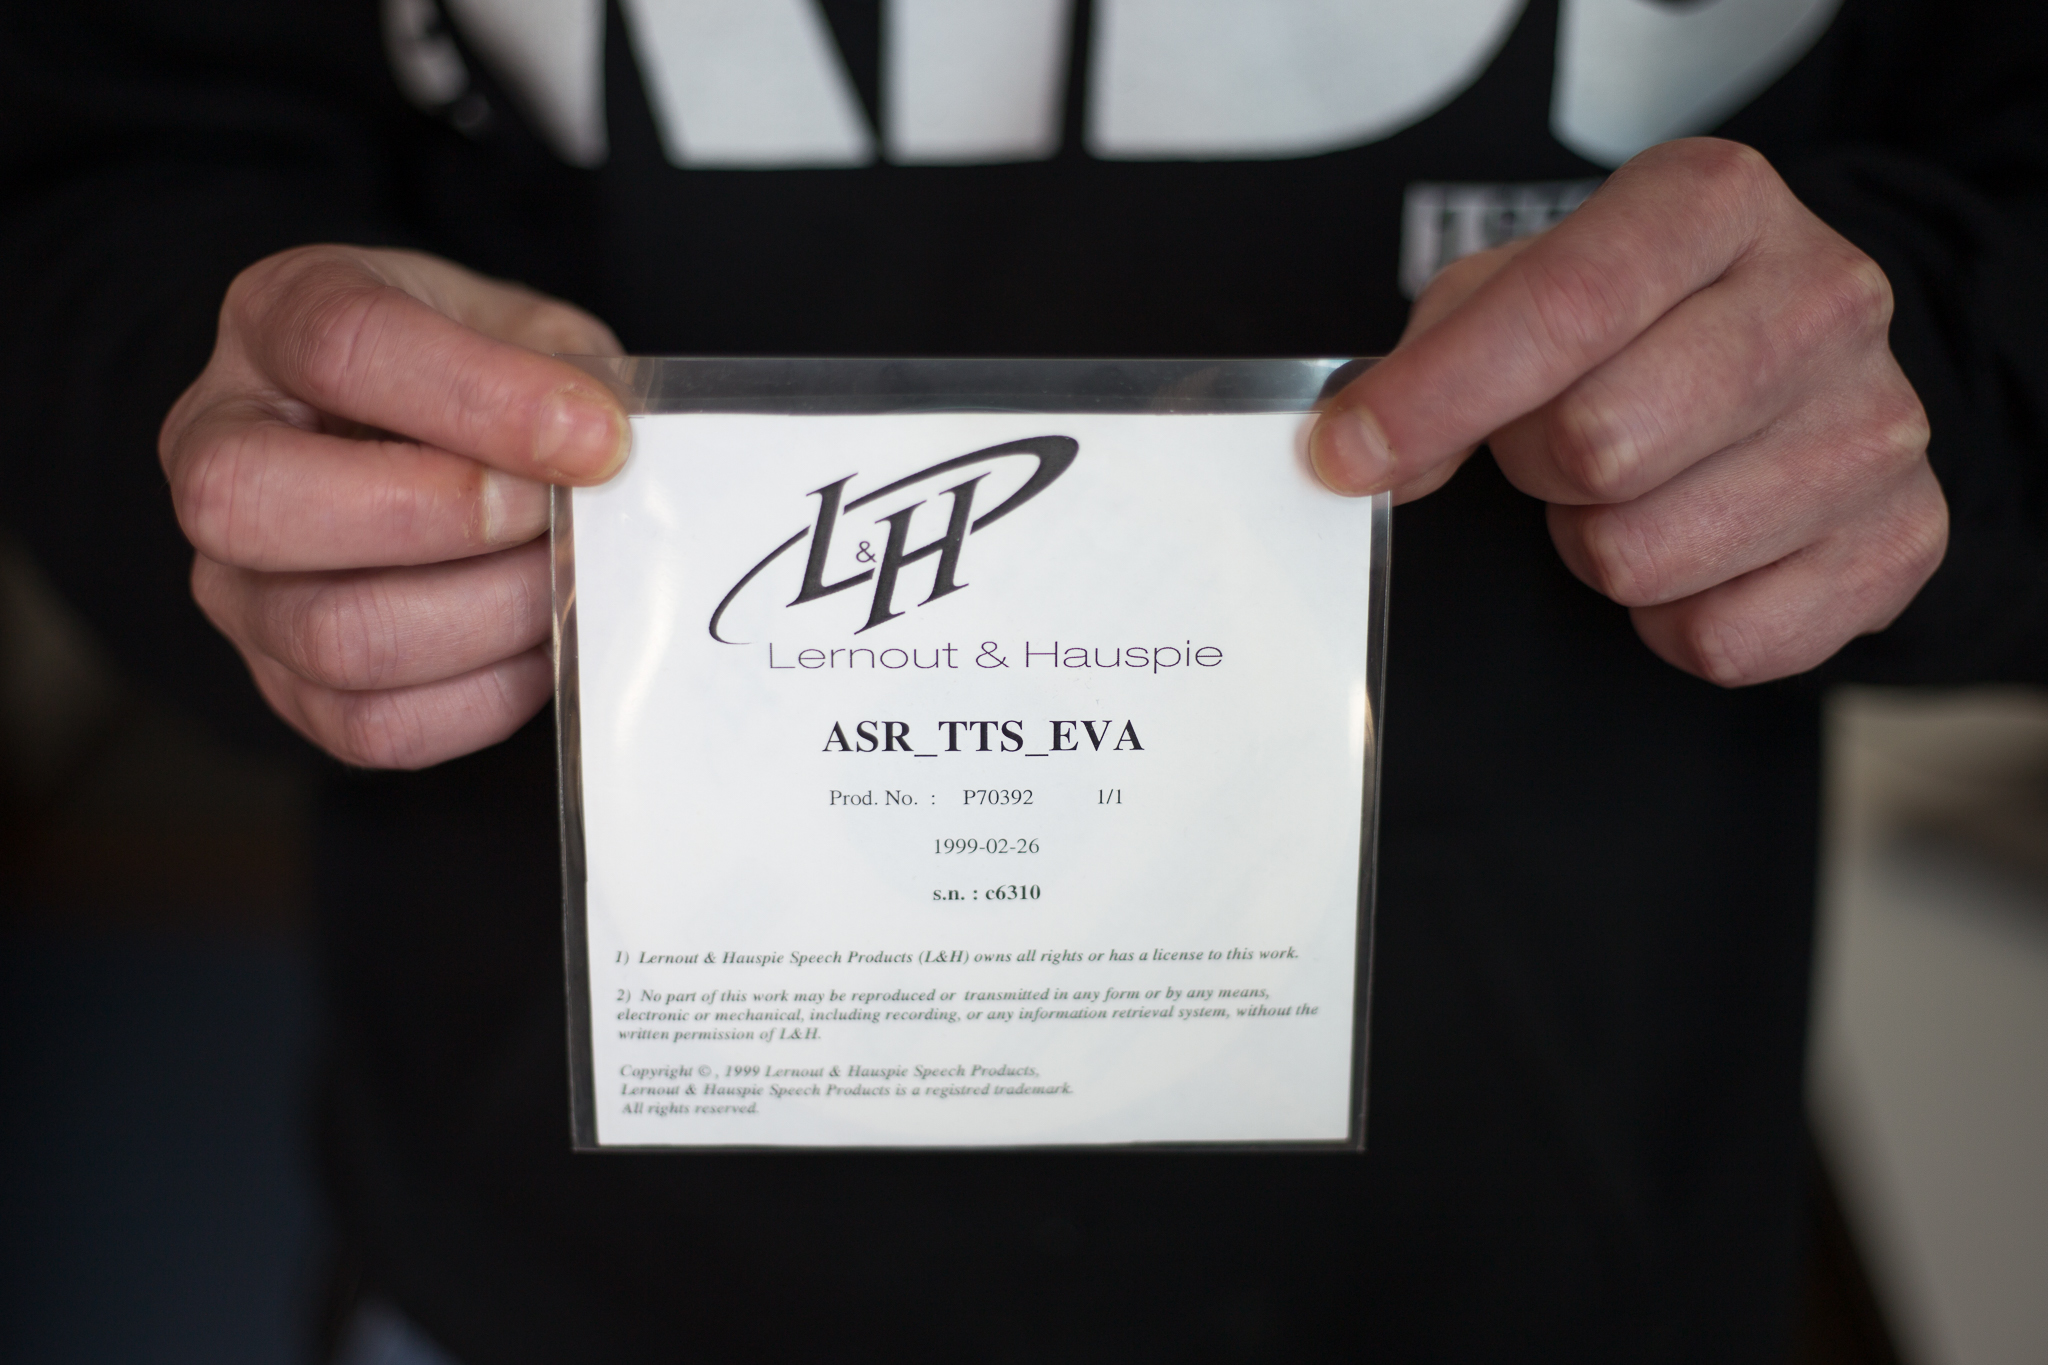 L&H
Lernout & Hauspie
ASR_TTS_EVA
Prod. No. : P70392 1/1
1999-02-26
s.n. : c6310
1) Lernout & Hauspie Speech Products (L&H) owns all rights or has a license to this work.
2) No part of this work may be reproduced or transmitted in any form or by any means,
electronic or mechanical, including recording, or any information retrieval system, without the
written permission of L&H.
Copyright ©, 1999 Lernout & Hauspie Speech Products,
Lernout & Hauspie Speech Products is a registred trademark.
All rights reserved.